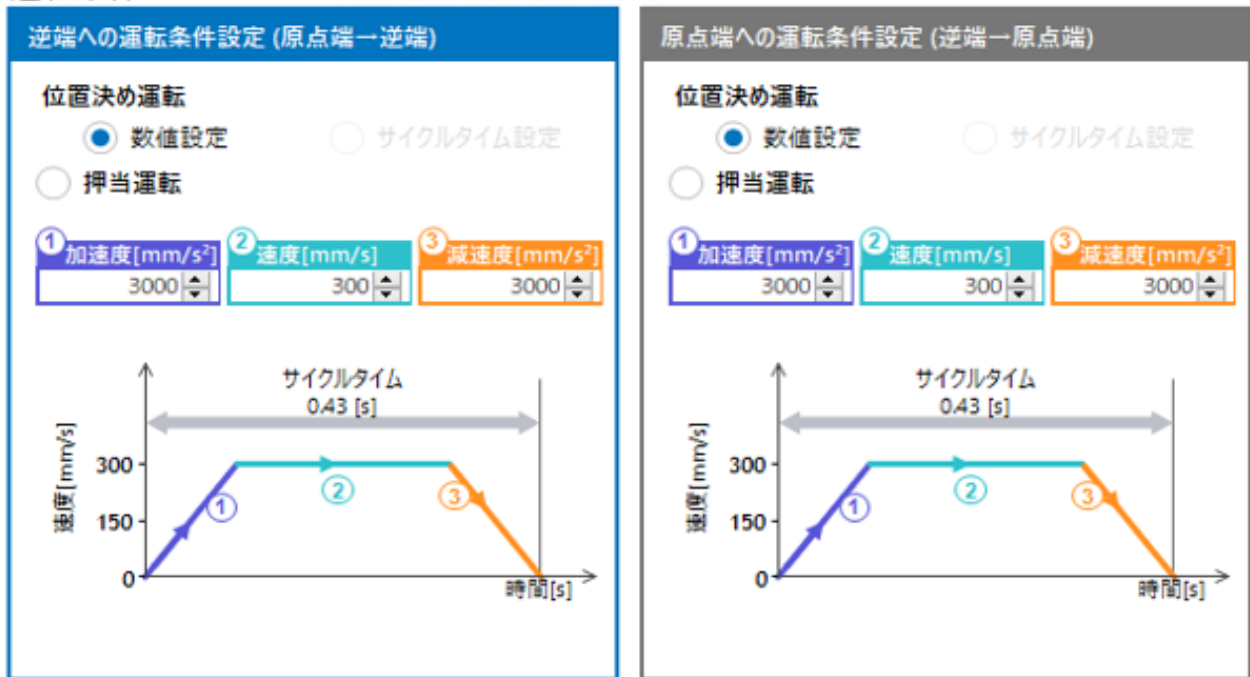 逆端への運転条件設定 (原点端→逆端)
位置決め運転
数値設定
サイクルタイム設定
押当運転
① 加速度[mm/s²]
② 速度[mm/s]
③ 減速度[mm/s²]
3000
300
3000
サイクルタイム
0.43 [s]
速度[mm/s]
300
150
0
①
②
③
時間[s]
原点端への運転条件設定 (逆端→原点端)
位置決め運転
数値設定
サイクルタイム設定
押当運転
① 加速度[mm/s²]
② 速度[mm/s]
③ 減速度[mm/s²]
3000
300
3000
サイクルタイム
0.43 [s]
速度[mm/s]
300
150
0
①
②
③
時間[s]